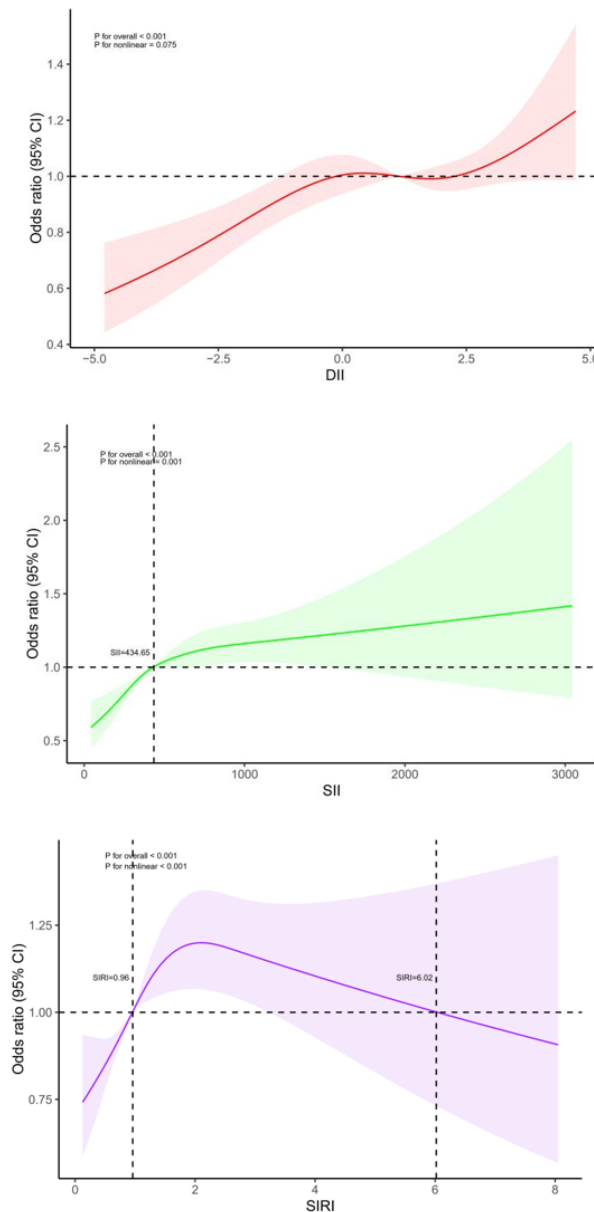 P for overall < 0.001
P for nonlinear = 0.075
1.4
1.2
1.0
0.8
0.6
0.4
Odds ratio (95% CI)
−5.0 −2.5 0.0 2.5 5.0
DII
P for overall < 0.001
P for nonlinear = 0.001
2.5
2.0
1.5
1.0
0.5
Odds ratio (95% CI)
SII=434.65
0 1000 2000 3000
SII
P for overall < 0.001
P for nonlinear < 0.001
1.25
1.00
0.75
Odds ratio (95% CI)
SIRI=0.96 SIRI=6.02
0 2 4 6 8
SIRI